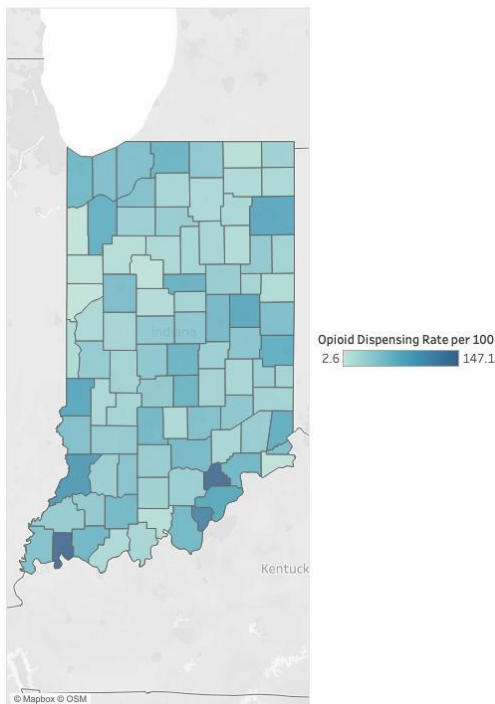 Opioid Dispensing Rate per 100
2.6 147.1
Indiana
Kentuck
© Mapbox © OSM